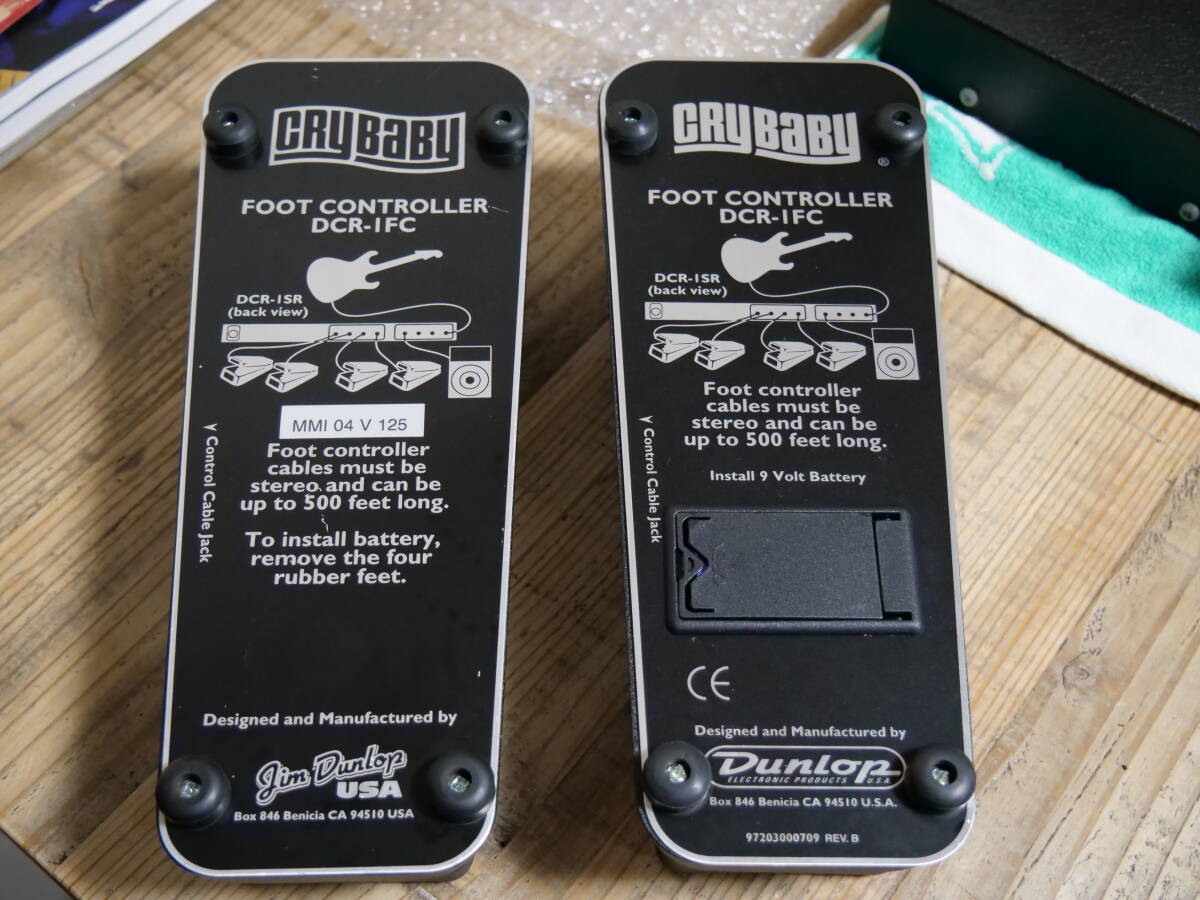 CRYBABY
FOOT CONTROLLER
DCR-1FC
DCR-1SR
(back view)
MMI 04 V 125
Foot controller
cables must be
stereo and can be
up to 500 feet long.
To install battery,
remove the four
rubber feet.
Control Cable Jack
Designed and Manufactured by
Jim Dunlop
USA
Box 846 Benicia CA 94510 USA
CRYBABY
®
FOOT CONTROLLER
DCR-1FC
DCR-1SR
(back view)
Foot controller
cables must be
stereo and can be
up to 500 feet long.
Control Cable Jack
Install 9 Volt Battery
CE
Designed and Manufactured by
Dunlop
ELECTRONIC PRODUCTS U.S.A.
Box 846 Benicia CA 94510 U.S.A.
97203000709 REV. B